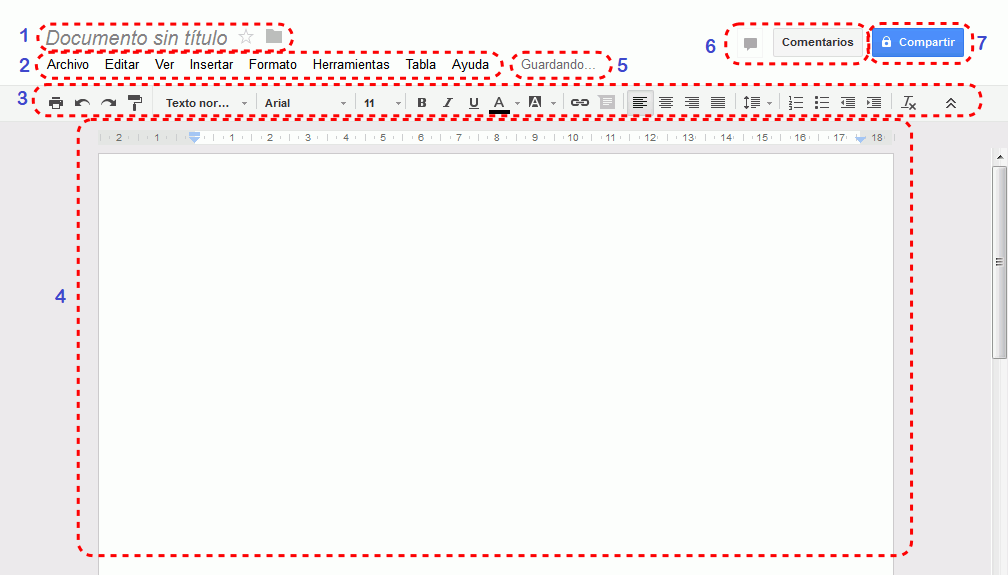 1 Documento sin título
6 Comentarios Compartir 7
2 Archivo Editar Ver Insertar Formato Herramientas Tabla Ayuda Guardando... 5
3 Texto nor... Arial 11 B I U A A
2 1 1 2 3 4 5 6 7 8 9 10 11 12 13 14 15 16 17 18
4